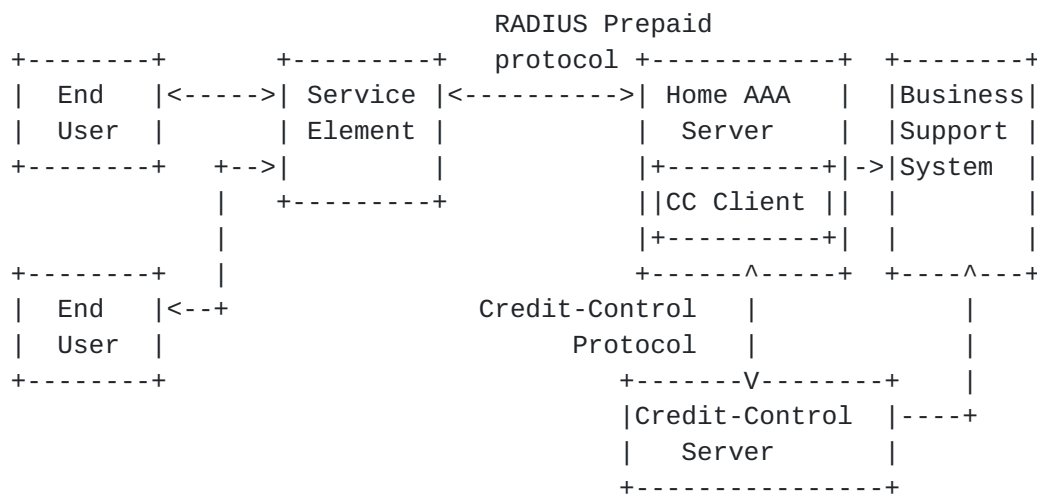 RADIUS Prepaid
+--------+       +---------+   protocol +------------+  +--------+
|  End   |<----->| Service |<---------->| Home AAA   |  |Business|
|  User  |       | Element |            |  Server    |  |Support |
+--------+   +-->|         |            |+----------+|->|System  |
             |   +---------+            ||CC Client ||  |        |
             |                          |+----------+|  |        |
+--------+   |                          +------^-----+  +----^---+
|  End   |<--+                Credit-Control   |             |
|  User  |                          Protocol   |             |
+--------+                             +-------V--------+    |
                                       |Credit-Control  |----+
                                       |   Server       |
                                       +----------------+